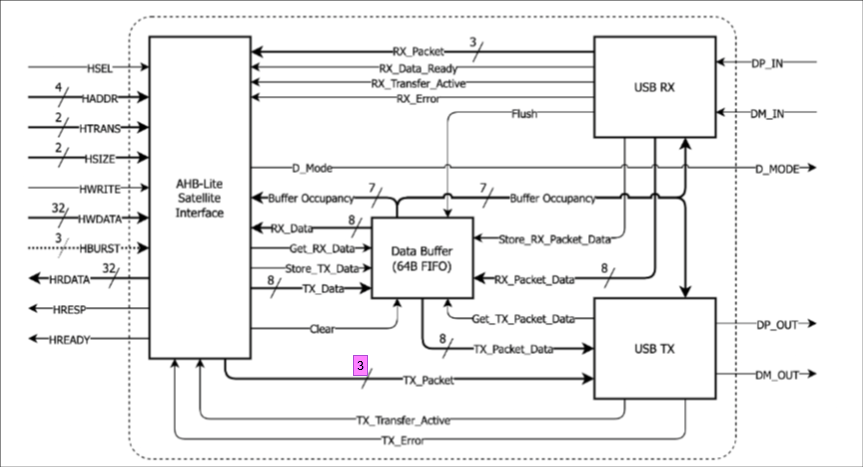 3
RX_Packet
HSEL
RX_Data_Ready
DP_IN
4
HADDR
RX_Transfer_Active
USB RX
RX_Error
2
HTRANS
Flush
DM_IN
2
HSIZE
D_Mode
D_MODE
AHB-Lite
Satellite
Interface
HWRITE
7
Buffer Occupancy
7
Buffer Occupancy
32
HWDATA
8
RX_Data
3
HBURST
Get_RX_Data
Data Buffer
(64B FIFO)
Store_RX_Packet_Data
HRDATA
32
Store_TX_Data
8
RX_Packet_Data
8
TX_Data
HRESP
Get_TX_Packet_Data
DP_OUT
Clear
HREADY
8
TX_Packet_Data
USB TX
3
TX_Packet
DM_OUT
TX_Transfer_Active
TX_Error